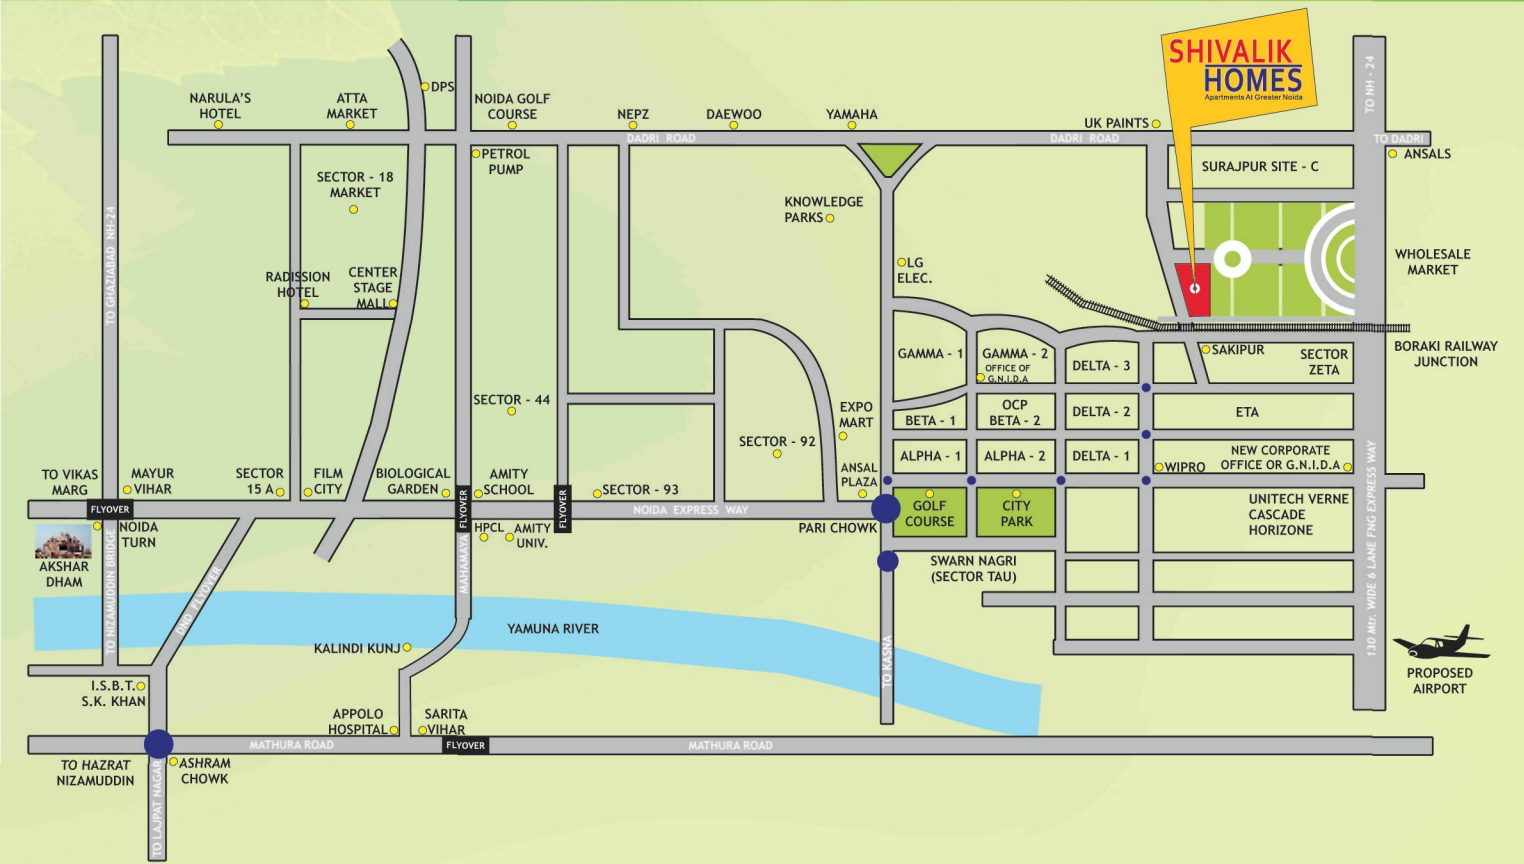 SHIVALIK
HOMES
Apartments At Greater Noida
TO NH - 24
DPS
NARULA'S
HOTEL
ATTA
MARKET
NOIDA GOLF
COURSE
NEPZ
DAEWOO
YAMAHA
UK PAINTS
DADRI ROAD
DADRI ROAD
TO DADRI
ANSALS
PETROL
PUMP
SURAJPUR SITE - C
SECTOR - 18
MARKET
KNOWLEDGE
PARKS
TO GHAZIABAD NH-24
LG
ELEC.
WHOLESALE
MARKET
RADISSION
HOTEL
CENTER
STAGE
MALL
GAMMA - 1
GAMMA - 2
OFFICE OF
G.N.I.D.A
DELTA - 3
SAKIPUR
SECTOR
ZETA
BORAKI RAILWAY
JUNCTION
SECTOR - 44
EXPO
MART
BETA - 1
OCP
BETA - 2
DELTA - 2
ETA
SECTOR - 92
ALPHA - 1
ALPHA - 2
DELTA - 1
WIPRO
NEW CORPORATE
OFFICE OR G.N.I.D.A
TO VIKAS
MARG
MAYUR
VIHAR
SECTOR
15 A
FILM
CITY
BIOLOGICAL
GARDEN
AMITY
SCHOOL
SECTOR - 93
ANSAL
PLAZA
FLYOVER
FLYOVER
FLYOVER
NOIDA EXPRESS WAY
PARI CHOWK
GOLF
COURSE
CITY
PARK
UNITECH VERNE
CASCADE
HORIZONE
130 Mtr. WIDE 6 LANE FNG EXPRESS WAY
NOIDA
TURN
HPCL
AMITY
UNIV.
AKSHAR
DHAM
TO NIZAMUDDIN BRIDGE
DND FLYOVER
MAHAMAYA
SWARN NAGRI
(SECTOR TAU)
YAMUNA RIVER
KALINDI KUNJ
TO KASNA
PROPOSED
AIRPORT
I.S.B.T.
S.K. KHAN
APPOLO
HOSPITAL
SARITA
VIHAR
MATHURA ROAD
FLYOVER
MATHURA ROAD
TO HAZRAT
NIZAMUDDIN
ASHRAM
CHOWK
TO LAJPAT NAGAR